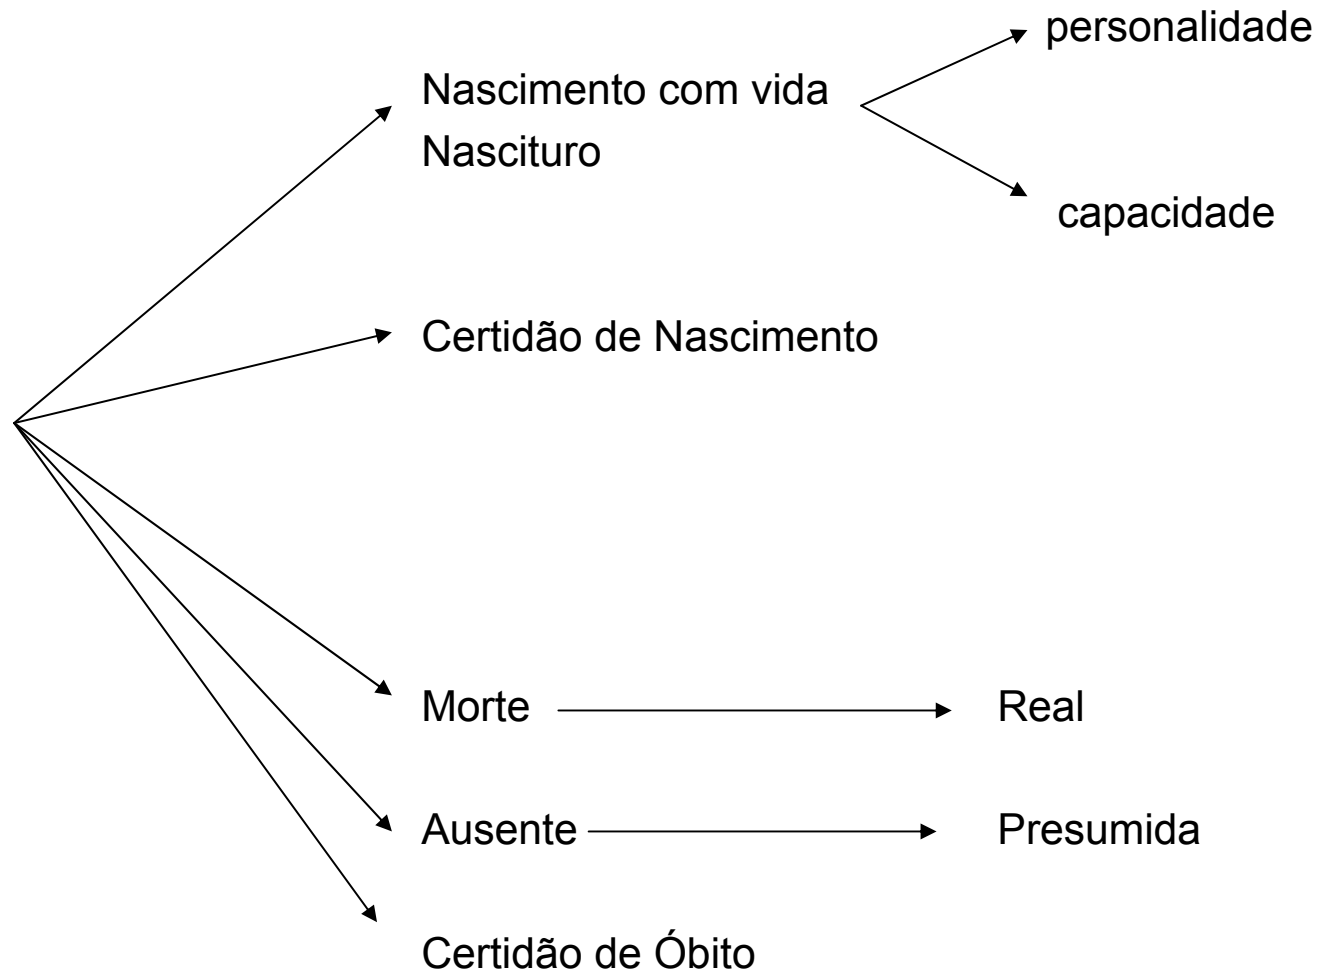 personalidade
Nascimento com vida
Nascituro
capacidade
Certidão de Nascimento
Morte
Real
Ausente
Presumida
Certidão de Óbito